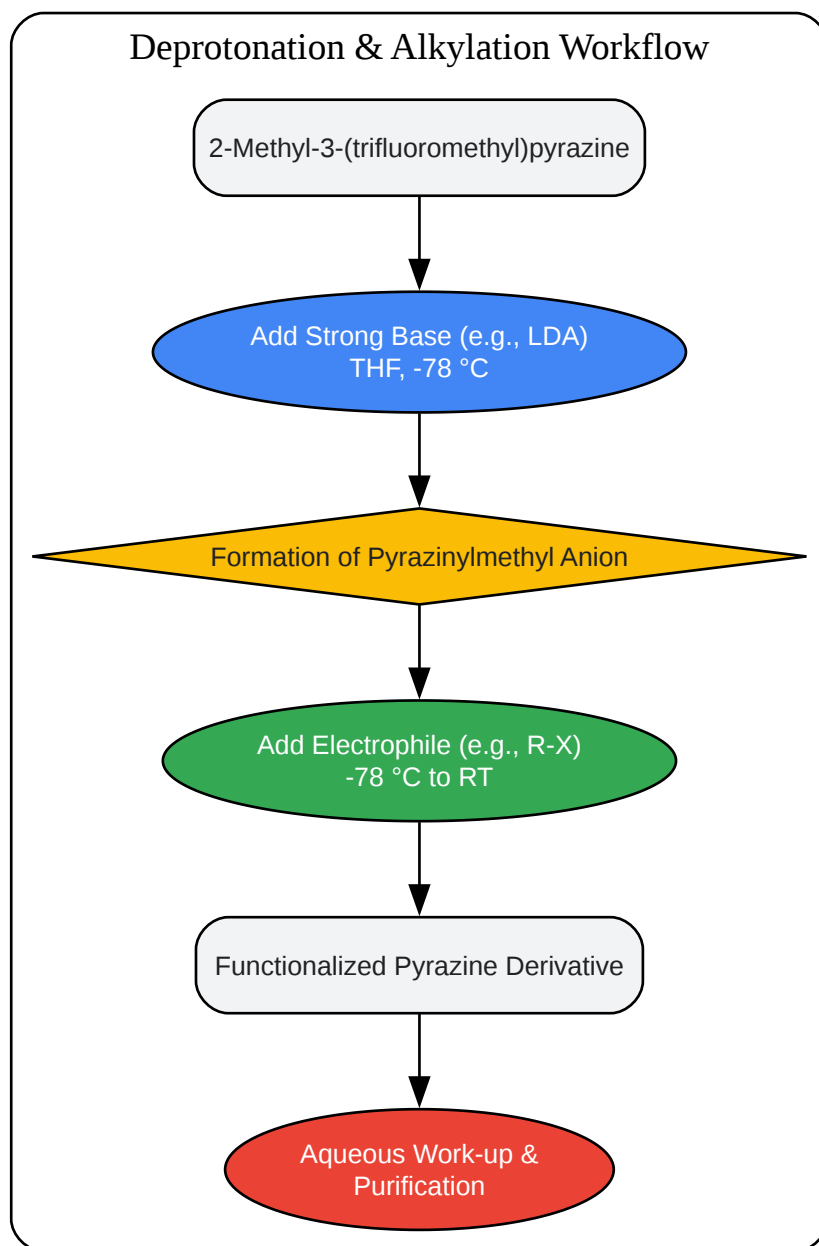 Deprotonation & Alkylation Workflow
2-Methyl-3-(trifluoromethyl)pyrazine
Add Strong Base (e.g., LDA)
THF, -78 °C
Formation of Pyrazinylmethyl Anion
Add Electrophile (e.g., R-X)
-78 °C to RT
Functionalized Pyrazine Derivative
Aqueous Work-up &
Purification